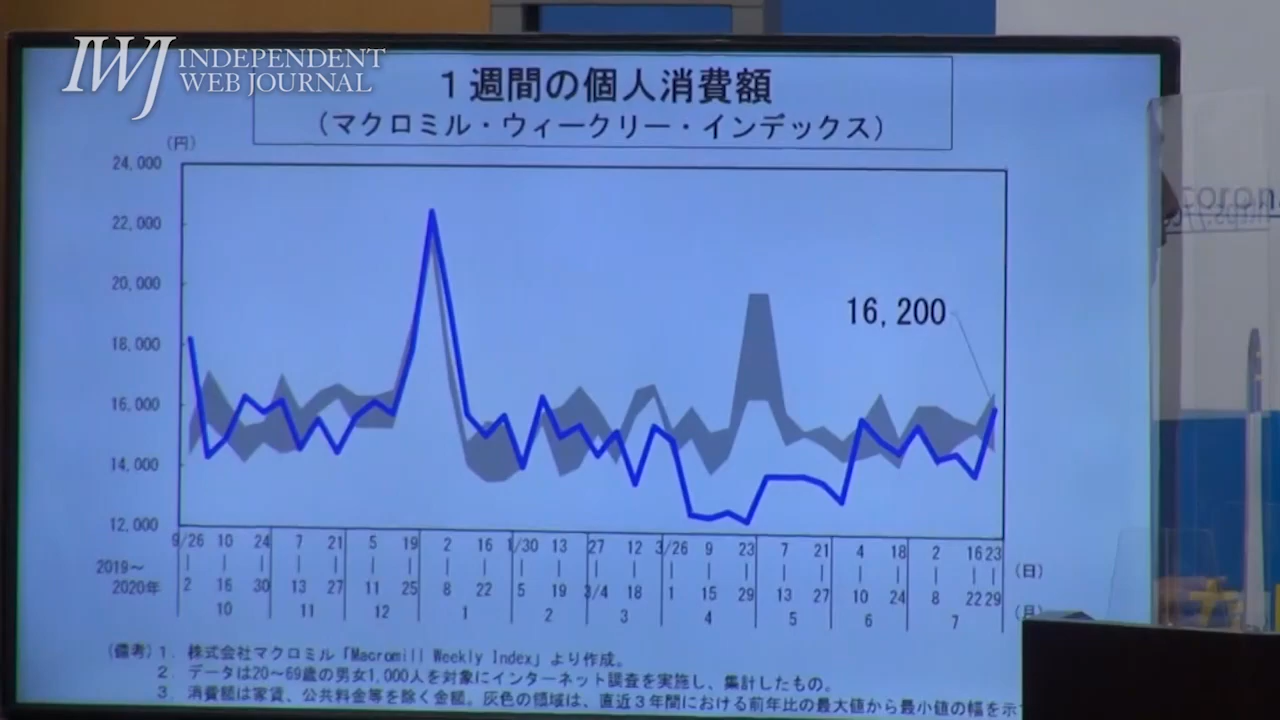 IWJ INDEPENDENT
WEB JOURNAL
１週間の個人消費額
（マクロミル・ウィークリー・インデックス）
（円）
24,000
22,000
20,000
18,000
16,000
14,000
12,000
16,200
9/26 10 24 7 21 5 19 2 16 1/30 13 27 12 3/26 9 23 7 21 4 18 2 16 23 （日）
2019～
2020年
2 16 30 13 27 11 25 8 22 5 19 3/4 18 1 15 29 13 27 10 24 8 22 29
10 11 12 1 2 3 4 5 6 7 （月）
（備考）１．株式会社マクロミル「Macromill Weekly Index」より作成。
２．データは20～69歳の男女1,000人を対象にインターネット調査を実施し、集計したもの。
３．消費額は家賃、公共料金等を除く金額。灰色の領域は、直近３年間における前年比の最大値から最小値の幅を示
coron